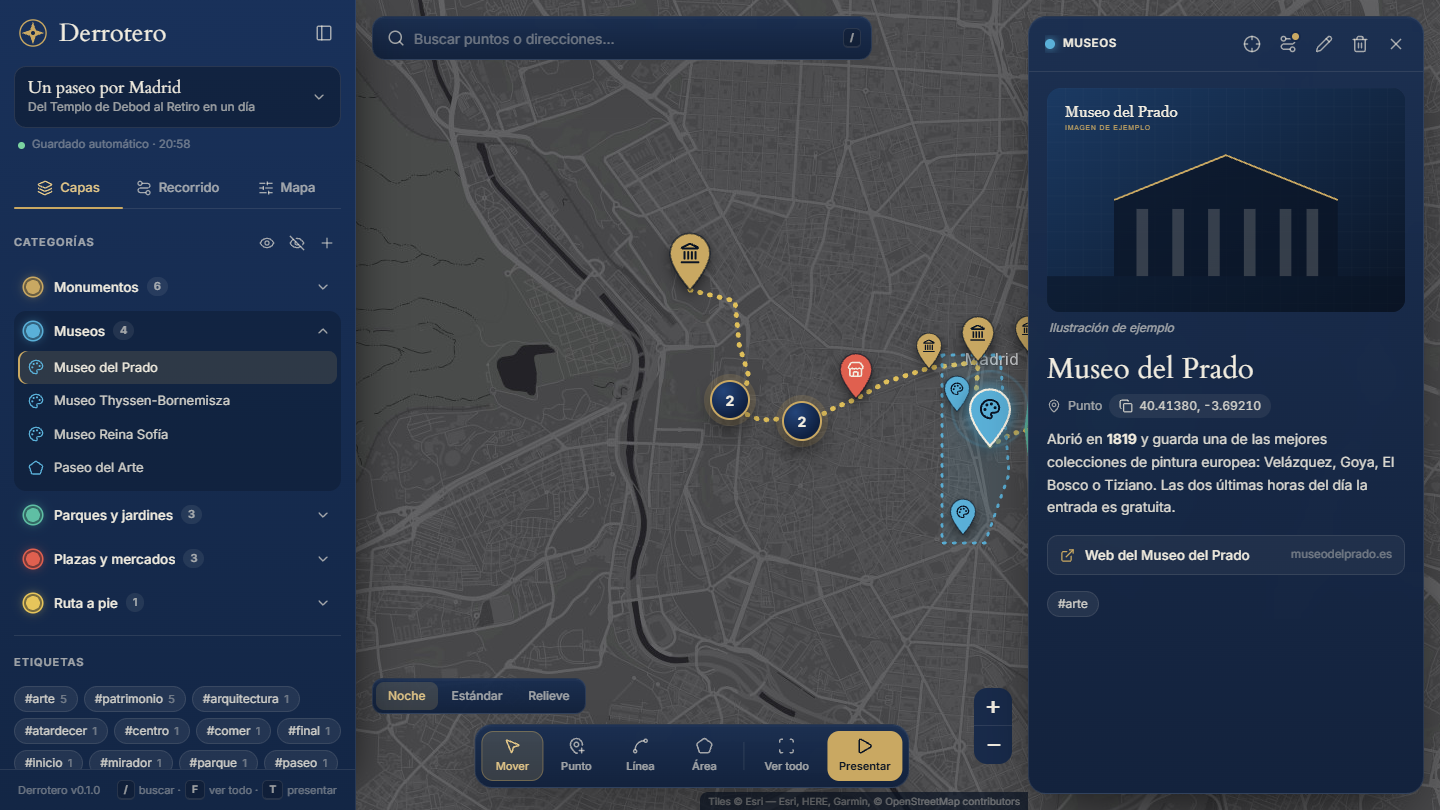 Derrotero
Un paseo por Madrid
Del Templo de Debod al Retiro en un día
Guardado automático · 20:58
Capas
Recorrido
Mapa
CATEGORÍAS
Monumentos 6
Museos 4
Museo del Prado
Museo Thyssen-Bornemisza
Museo Reina Sofía
Paseo del Arte
Parques y jardines 3
Plazas y mercados 3
Ruta a pie 1
ETIQUETAS
#arte 5 #patrimonio 5 #arquitectura 1
#atardecer 1 #centro 1 #comer 1 #final 1
#inicio 1 #mirador 1 #parque 1 #paseo 1
Derrotero v0.1.0 / buscar · F ver todo · T presentar
Buscar puntos o direcciones... /
2
2
Madrid
Noche Estándar Relieve
Mover Punto Línea Área Ver todo Presentar
+
−
Tiles © Esri — Esri, HERE, Garmin, © OpenStreetMap contributors
MUSEOS
Museo del Prado
IMAGEN DE EJEMPLO
Ilustración de ejemplo
Museo del Prado
Punto 40.41380, -3.69210
Abrió en 1819 y guarda una de las mejores
colecciones de pintura europea: Velázquez, Goya, El
Bosco o Tiziano. Las dos últimas horas del día la
entrada es gratuita.
Web del Museo del Prado museodelprado.es
#arte